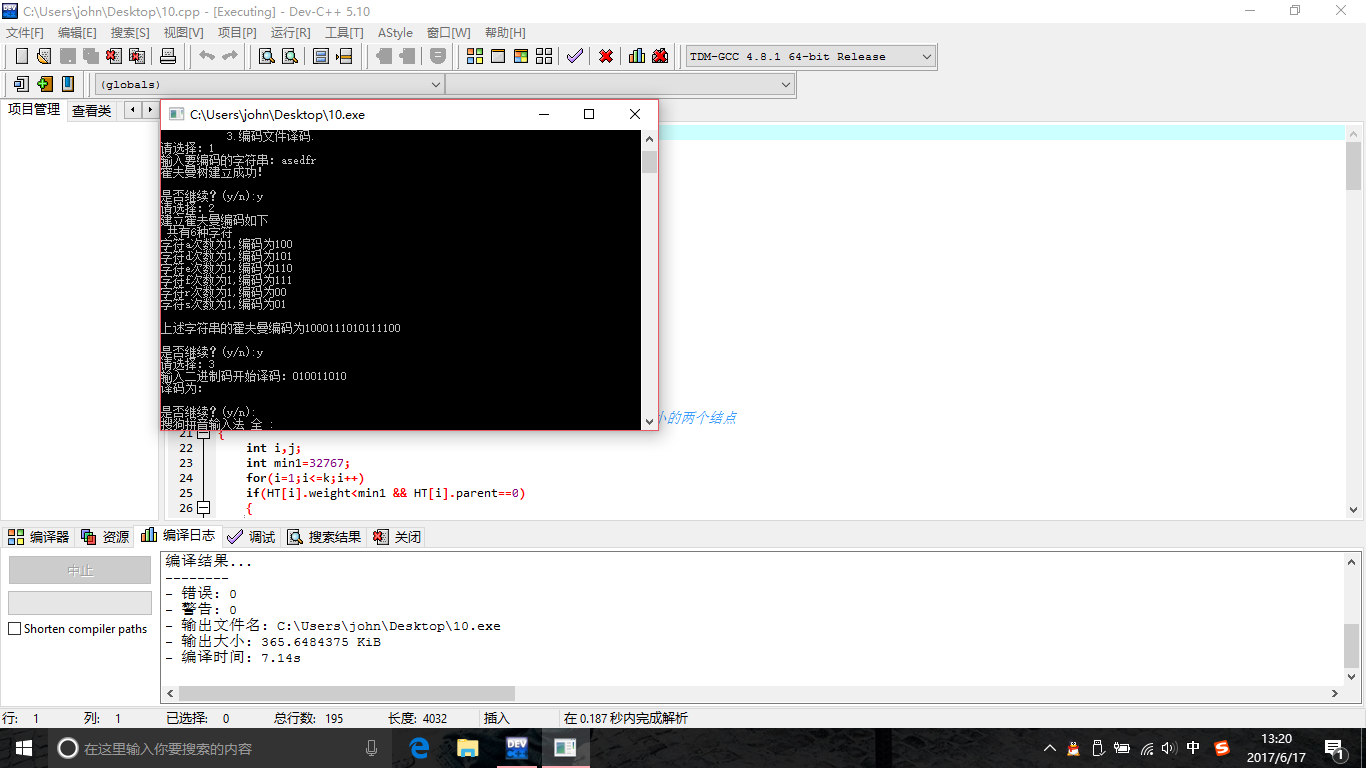 C:\Users\john\Desktop\10.cpp - [Executing] - Dev-C++ 5.10
文件[F] 编辑[E] 搜索[S] 视图[V] 项目[P] 运行[R] 工具[T] AStyle 窗口[W] 帮助[H]
TDM-GCC 4.8.1 64-bit Release
(globals)
项目管理 查看类
C:\Users\john\Desktop\10.exe
3.编码文件译码.
请选择: 1
输入要编码的字符串: asedfr
霍夫曼树建立成功!
是否继续? (y/n):y
请选择: 2
建立霍夫曼编码如下
共有6种字符
字符a次数为1,编码为100
字符d次数为1,编码为101
字符e次数为1,编码为110
字符f次数为1,编码为111
字符r次数为1,编码为00
字符s次数为1,编码为01
上述字符串的霍夫曼编码为1000111010111100
是否继续? (y/n):y
请选择: 3
输入二进制码开始译码: 010011010
译码为:
是否继续? (y/n):
搜狗拼音输入法 全 :
小的两个结点
21 {
22 int i,j;
23 int min1=32767;
24 for(i=1;i<=k;i++)
25 if(HT[i].weight<min1 && HT[i].parent==0)
26 {
编译器 资源 编译日志 调试 搜索结果 关闭
中止
Shorten compiler paths
编译结果...
--------
- 错误: 0
- 警告: 0
- 输出文件名: C:\Users\john\Desktop\10.exe
- 输出大小: 365.6484375 KiB
- 编译时间: 7.14s
行: 1 列: 1 已选择: 0 总行数: 195 长度: 4032 插入 在 0.187 秒内完成解析
在这里输入你要搜索的内容
DEV
中
S
13:20
2017/6/17
1